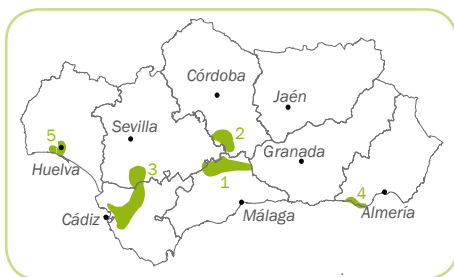 Córdoba
Jaén
Sevilla
5
2
Huelva
Granada
3
1
4
Cádiz
Málaga
Almería